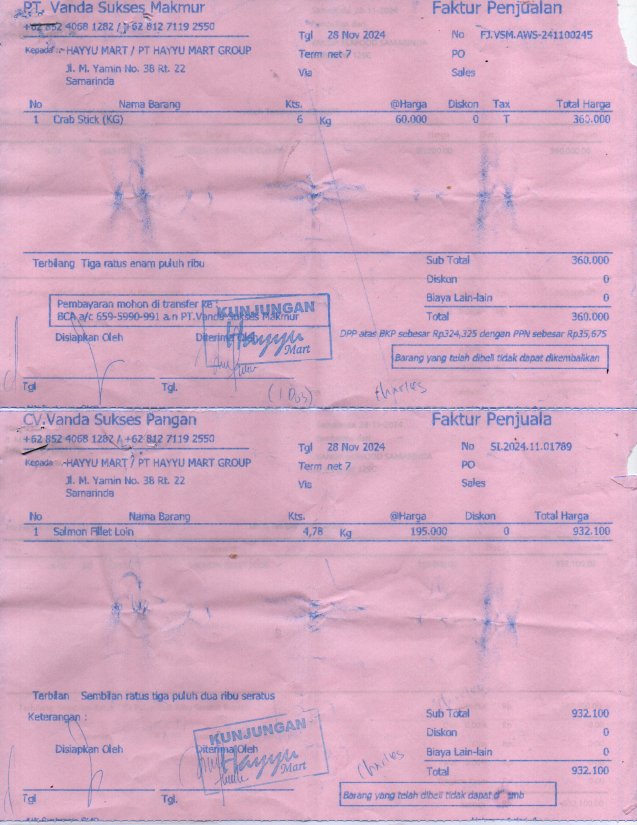 PT. Vanda Sukses Makmur Faktur Penjualan
+62 852 4068 1282 / +62 812 7119 2550
Tgl 28 Nov 2024 No FJ.VSM.AWS-241100245
Kepada :- HAYYU MART / PT HAYYU MART GROUP Term net 7 PO
Jl. M. Yamin No. 38 Rt. 22 Via Sales
Samarinda
No Nama Barang Kts. @Harga Diskon Tax Total Harga
1 Crab Stick (KG) 6 Kg 60.000 0 T 360.000
Terbilang Tiga ratus enam puluh ribu Sub Total 360.000
Diskon 0
Biaya Lain-lain 0
Pembayaran mohon di transfer ke :
BCA a/c 659-5990-991 a.n PT.Vanda Sukses Makmur Total 360.000
KUNJUNGAN
Hayyu
Mart
Disiapkan Oleh Diterima Oleh
DPP atas BKP sebesar Rp324,325 dengan PPN sebesar Rp35,675
Barang yang telah dibeli tidak dapat dikembalikan
Tgl Tgl.
(1 Dos) Charles
CV.Vanda Sukses Pangan Faktur Penjuala
+62 852 4068 1282 / +62 812 7119 2550
Tgl 28 Nov 2024 No SI.2024.11.01789
Kepada :-HAYYU MART / PT HAYYU MART GROUP Term net 7 PO
Jl. M. Yamin No. 38 Rt. 22 Via Sales
Samarinda
No Nama Barang Kts. @Harga Diskon Total Harga
1 Salmon Fillet Loin 4,78 Kg 195.000 0 932.100
Terbilan Sembilan ratus tiga puluh dua ribu seratus
Keterangan : Sub Total 932.100
Diskon 0
Disiapkan Oleh Diterima Oleh Biaya Lain-lain 0
KUNJUNGAN
Hayyu
Mart
Charles
Total 932.100
Tgl Tgl.
Barang yang telah dibeli tidak dapat